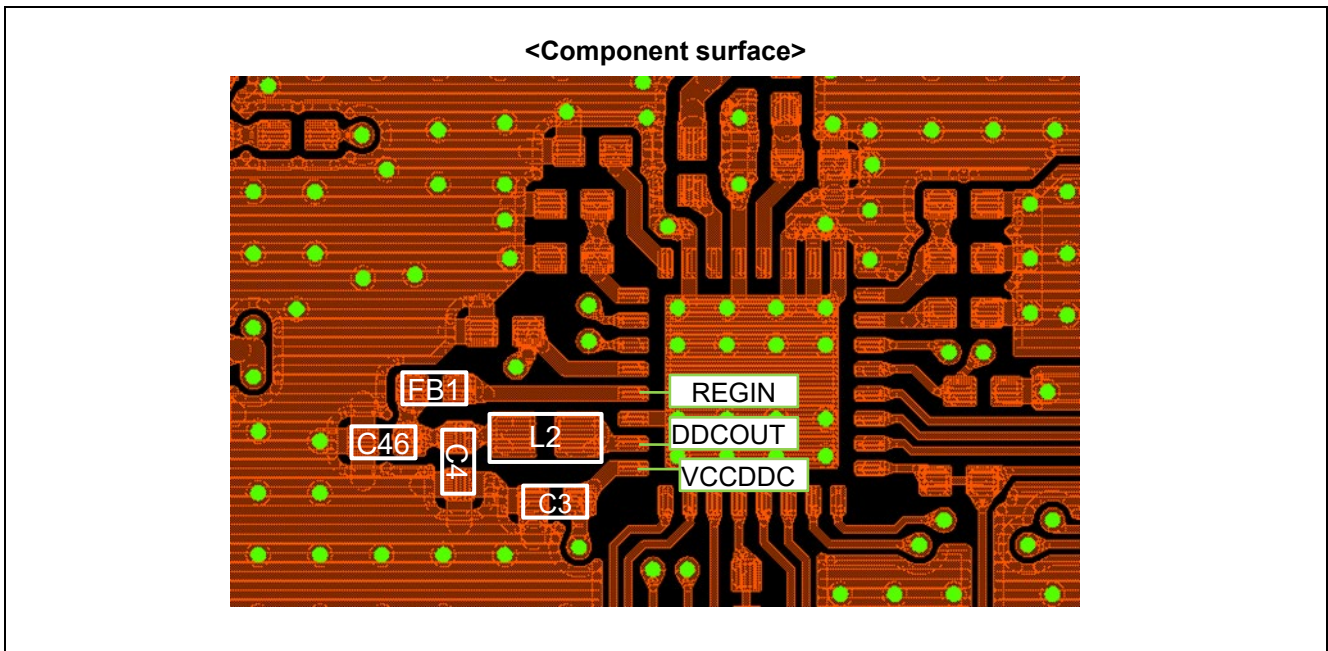 <Component surface>
FB1
REGIN
C46
C4
L2
DDCOUT
VCCDDC
C3